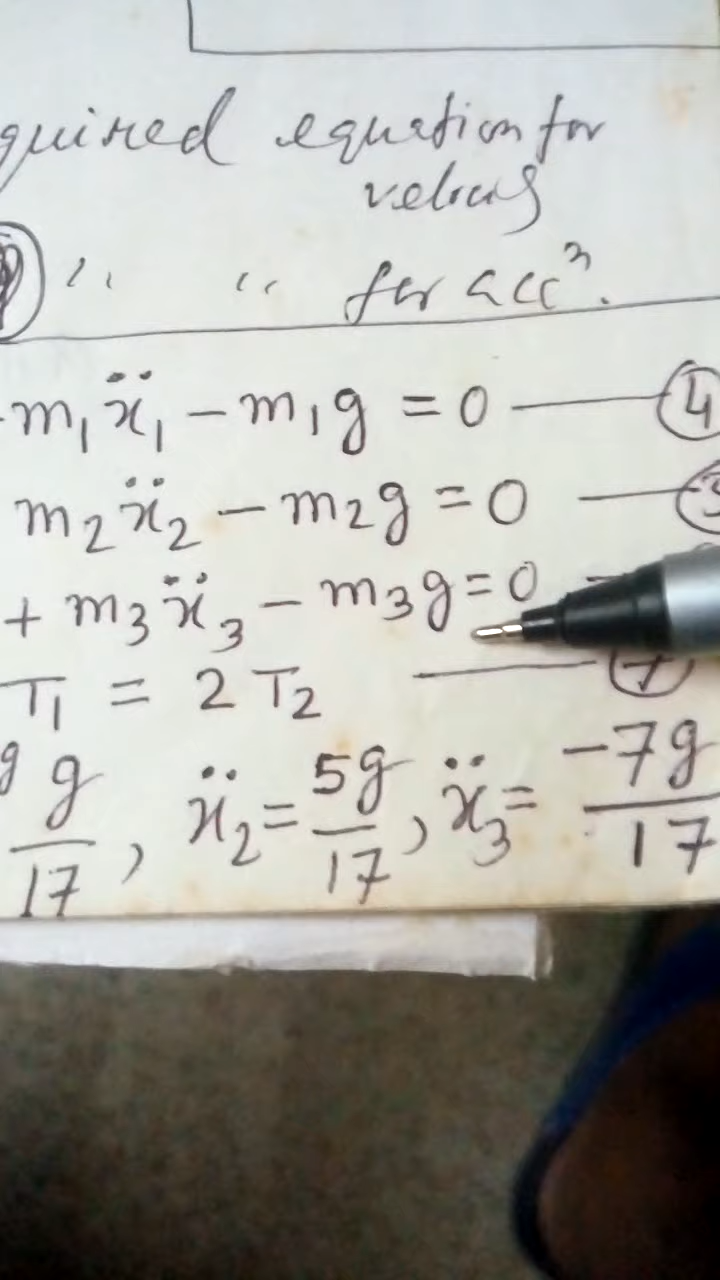 quired equation for
velocity
" " for accⁿ.
-m₁ẍ₁ - m₁g = 0 — ④
m₂ẍ₂ - m₂g = 0 —
+ m₃ẍ₃ - m₃g = 0
T₁ = 2T₂ — ⑦
g/17, ẍ₂ = 5g/17, ẍ₃ = -7g/17